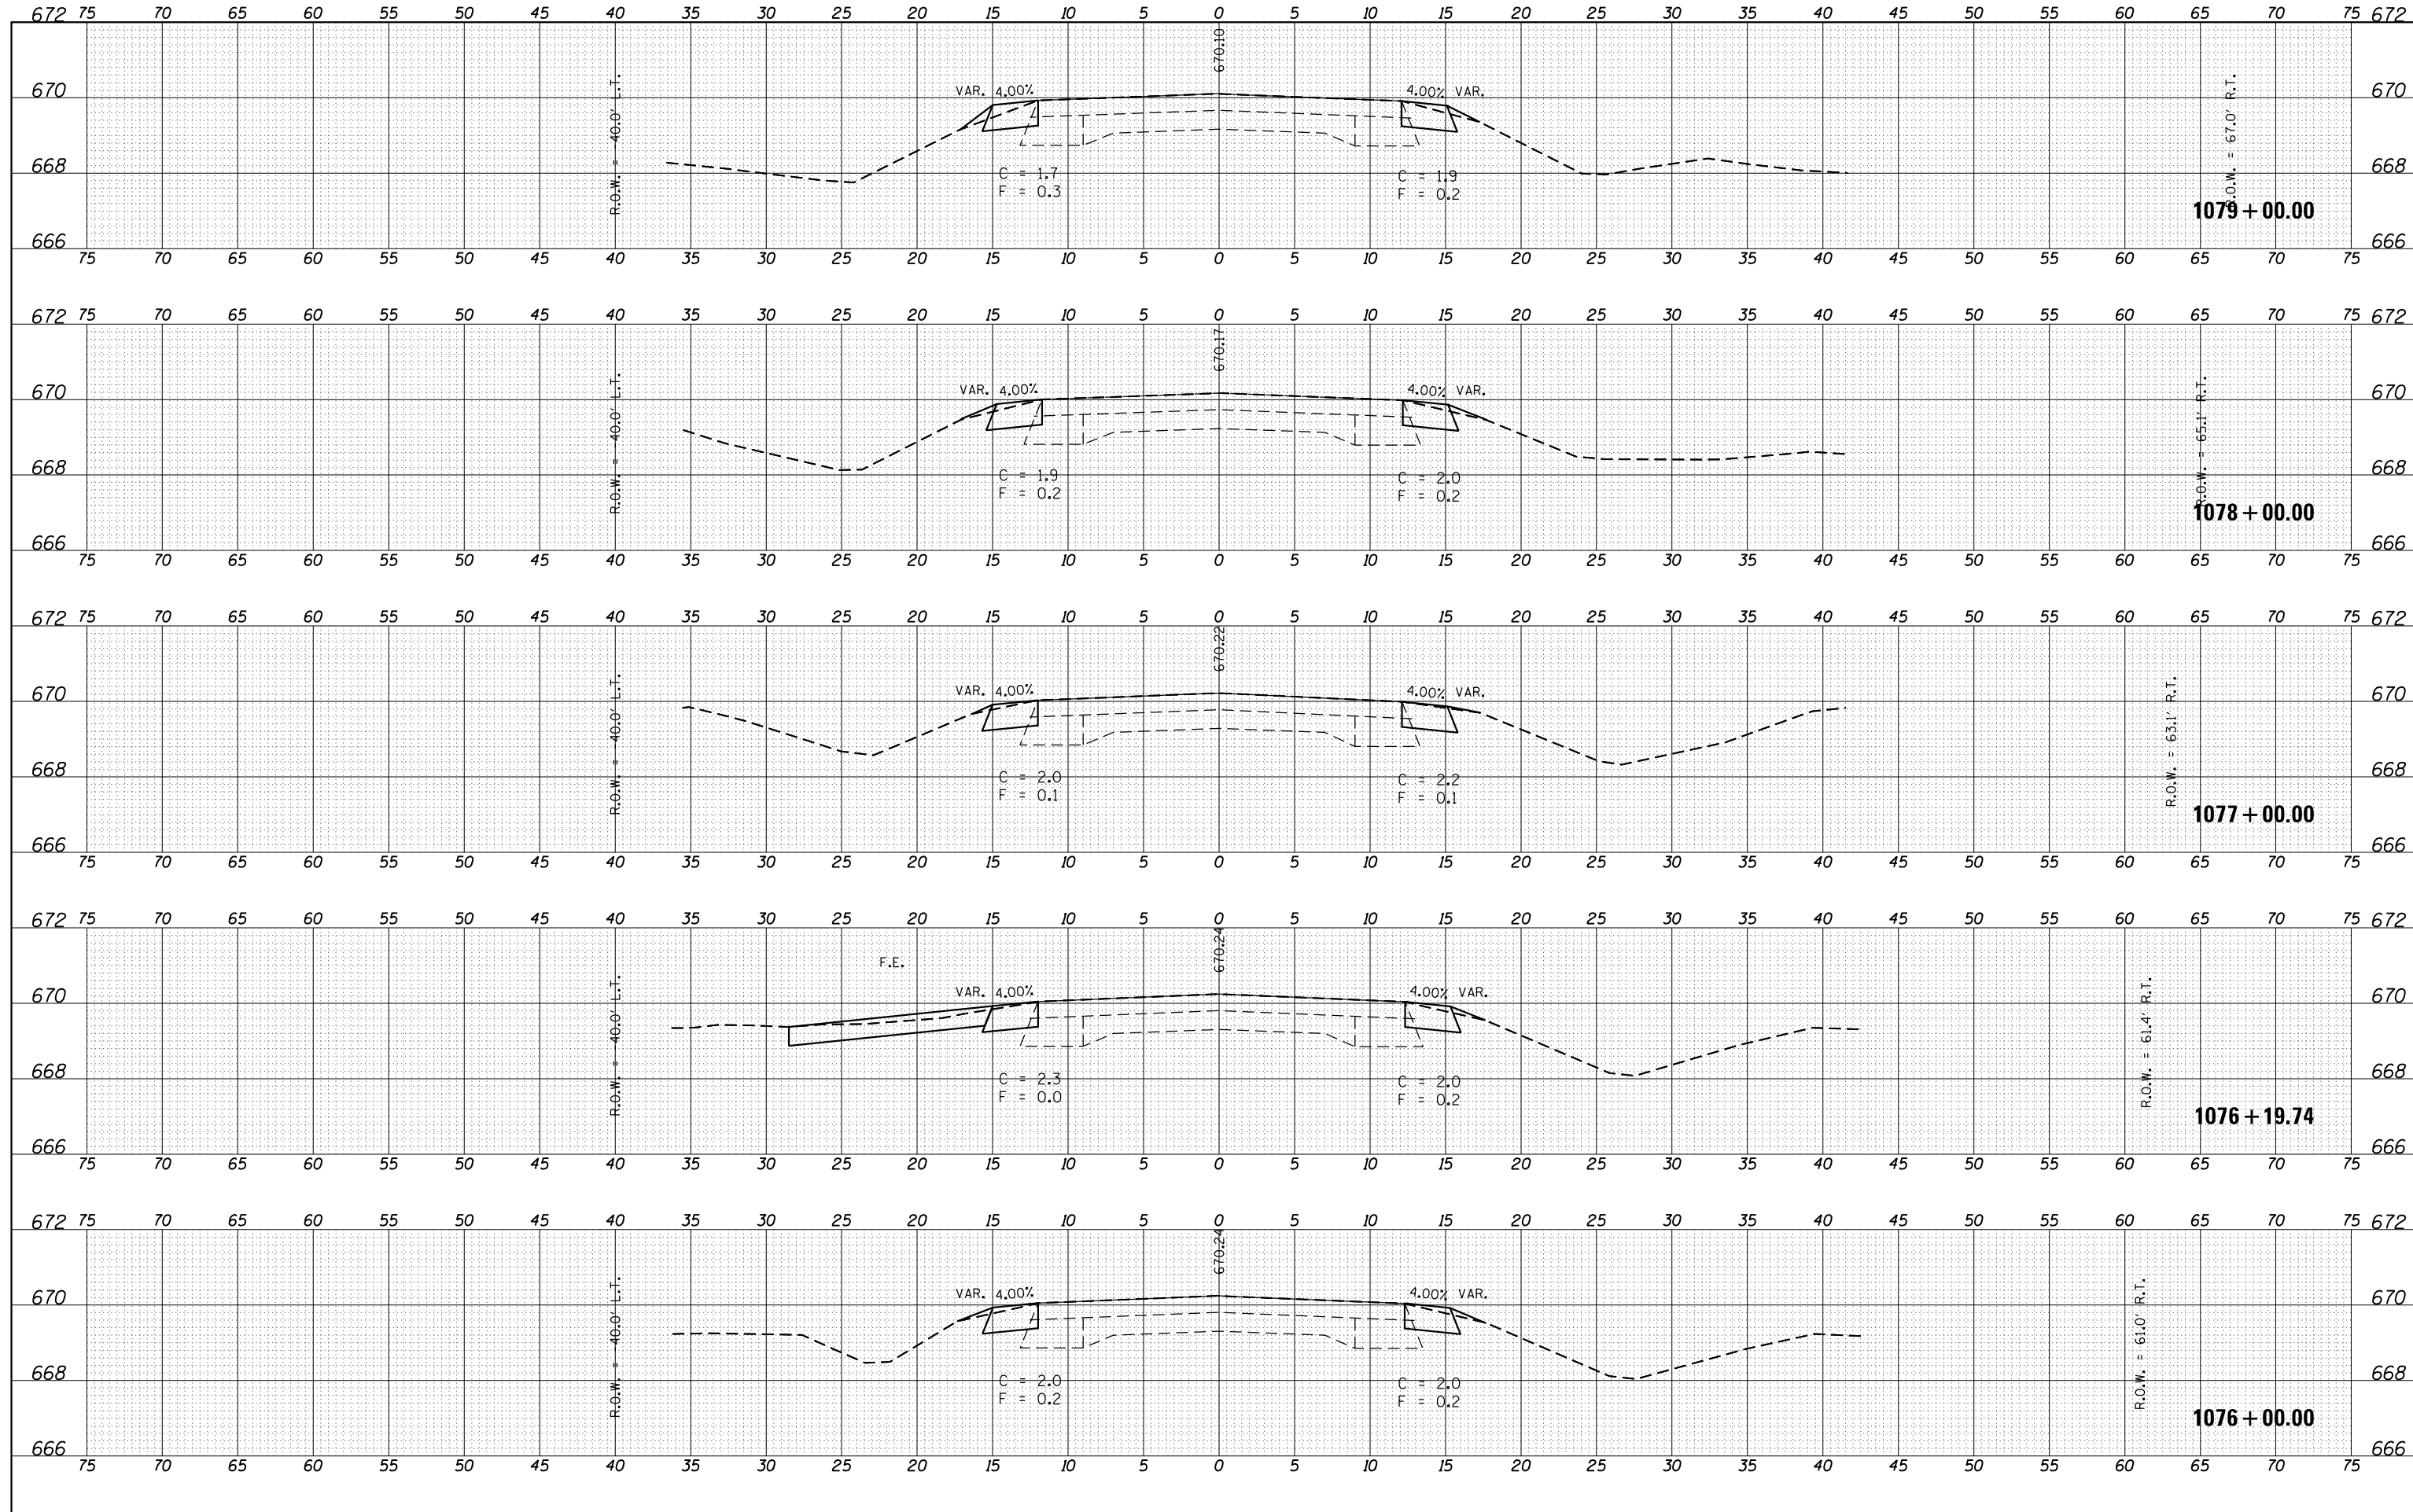 672 75 70 65 60 55 50 45 40 35 30 25 20 15 10 5 0 5 10 15 20 25 30 35 40 45 50 55 60 65 70 75 672
670.10
R.O.W. = -40.0' L.T.
R.O.W. = 67.0' R.T.
670 VAR. 4.00% 4.00% VAR. 670
668 C = 1.7 C = 1.9 668
F = 0.3 F = 0.2
1079+00.00
666 666
75 70 65 60 55 50 45 40 35 30 25 20 15 10 5 0 5 10 15 20 25 30 35 40 45 50 55 60 65 70 75
672 75 70 65 60 55 50 45 40 35 30 25 20 15 10 5 0 5 10 15 20 25 30 35 40 45 50 55 60 65 70 75 672
670.17
R.O.W. = -40.0' L.T.
R.O.W. = 65.1' R.T.
670 VAR. 4.00% 4.00% VAR. 670
668 C = 1.9 C = 2.0 668
F = 0.2 F = 0.2
1078+00.00
666 666
75 70 65 60 55 50 45 40 35 30 25 20 15 10 5 0 5 10 15 20 25 30 35 40 45 50 55 60 65 70 75
672 75 70 65 60 55 50 45 40 35 30 25 20 15 10 5 0 5 10 15 20 25 30 35 40 45 50 55 60 65 70 75 672
670.22
R.O.W. = -40.0' L.T.
R.O.W. = 63.1' R.T.
670 VAR. 4.00% 4.00% VAR. 670
668 C = 2.0 C = 2.2 668
F = 0.1 F = 0.1
1077+00.00
666 666
75 70 65 60 55 50 45 40 35 30 25 20 15 10 5 0 5 10 15 20 25 30 35 40 45 50 55 60 65 70 75
672 75 70 65 60 55 50 45 40 35 30 25 20 15 10 5 0 5 10 15 20 25 30 35 40 45 50 55 60 65 70 75 672
670.24
F.E.
R.O.W. = -40.0' L.T.
R.O.W. = 61.4' R.T.
670 VAR. 4.00% 4.00% VAR. 670
668 C = 2.3 C = 2.0 668
F = 0.0 F = 0.2
1076+19.74
666 666
75 70 65 60 55 50 45 40 35 30 25 20 15 10 5 0 5 10 15 20 25 30 35 40 45 50 55 60 65 70 75
672 75 70 65 60 55 50 45 40 35 30 25 20 15 10 5 0 5 10 15 20 25 30 35 40 45 50 55 60 65 70 75 672
670.24
R.O.W. = -40.0' L.T.
R.O.W. = 61.0' R.T.
670 VAR. 4.00% 4.00% VAR. 670
668 C = 2.0 C = 2.0 668
F = 0.2 F = 0.2
1076+00.00
666 666
75 70 65 60 55 50 45 40 35 30 25 20 15 10 5 0 5 10 15 20 25 30 35 40 45 50 55 60 65 70 75